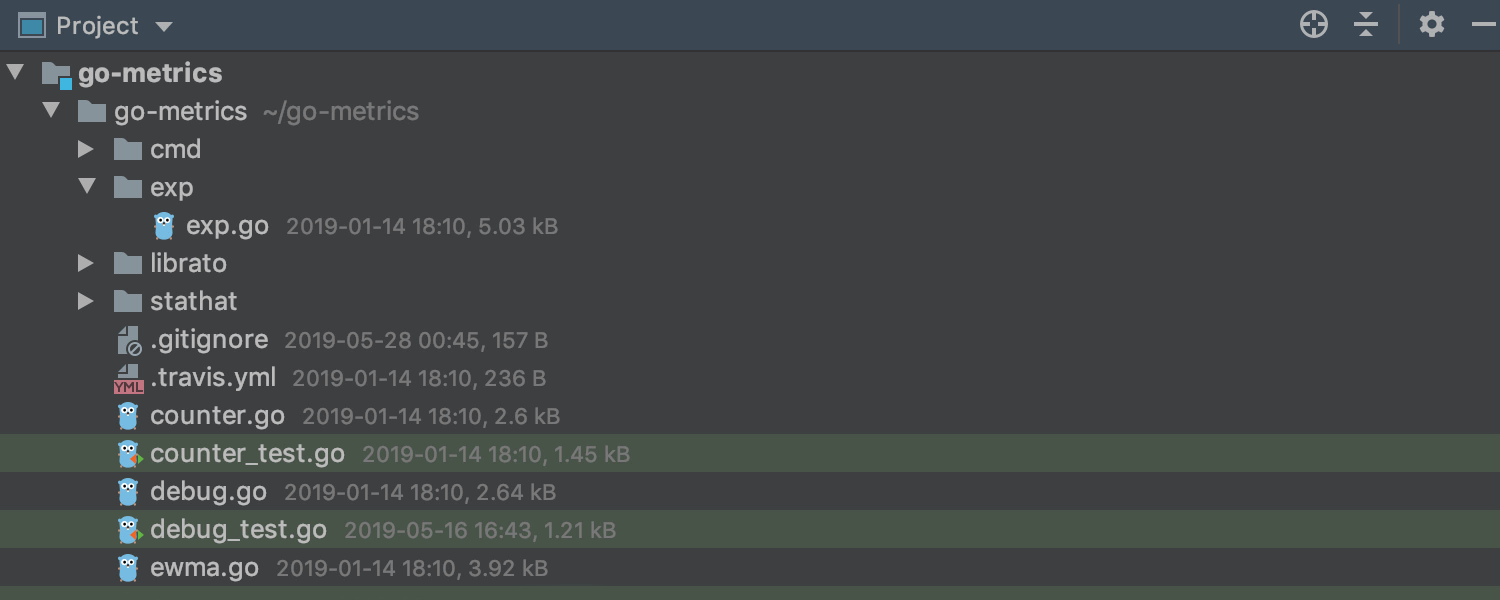 Project
go-metrics
go-metrics ~/go-metrics
cmd
exp
exp.go 2019-01-14 18:10, 5.03 kB
librato
stathat
.gitignore 2019-05-28 00:45, 157 B
YML .travis.yml 2019-01-14 18:10, 236 B
counter.go 2019-01-14 18:10, 2.6 kB
counter_test.go 2019-01-14 18:10, 1.45 kB
debug.go 2019-01-14 18:10, 2.64 kB
debug_test.go 2019-05-16 16:43, 1.21 kB
ewma.go 2019-01-14 18:10, 3.92 kB